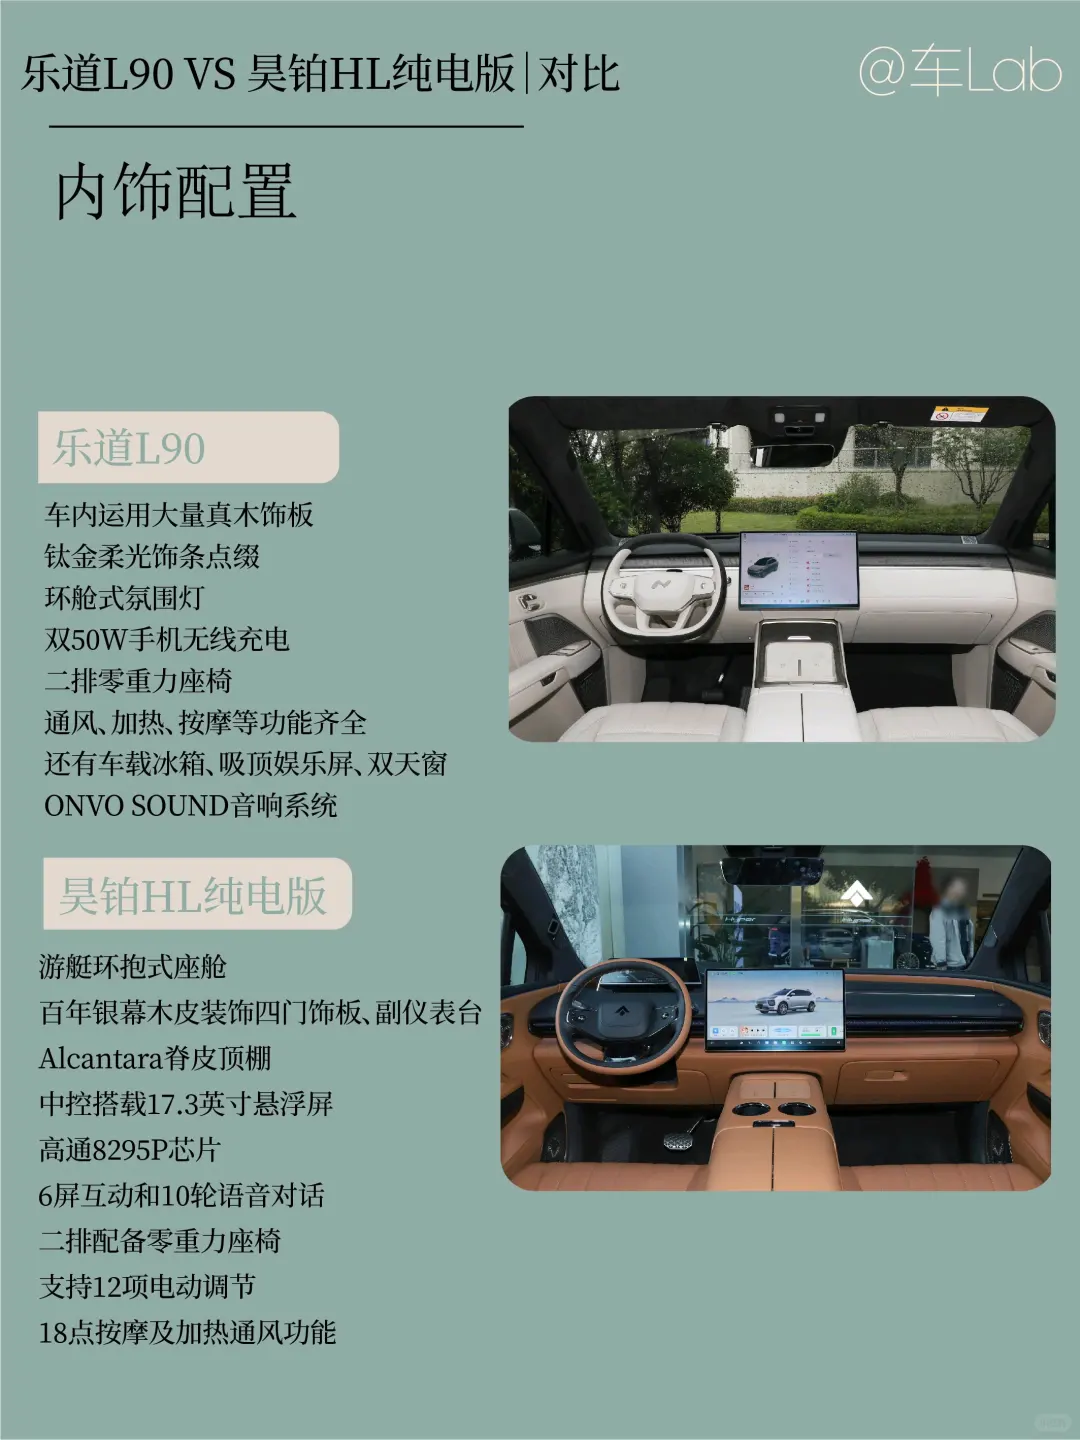 乐道L90 VS 昊铂HL纯电版|对比
@车Lab
内饰配置
乐道L90
车内运用大量真木饰板
钛金柔光饰条点缀
环舱式氛围灯
双50W手机无线充电
二排零重力座椅
通风、加热、按摩等功能齐全
还有车载冰箱、吸顶娱乐屏、双天窗
ONVO SOUND音响系统
昊铂HL纯电版
游艇环抱式座舱
百年银幕木皮装饰四门饰板、副仪表台
Alcantara脊皮顶棚
中控搭载17.3英寸悬浮屏
高通8295P芯片
6屏互动和10轮语音对话
二排配备零重力座椅
支持12项电动调节
18点按摩及加热通风功能